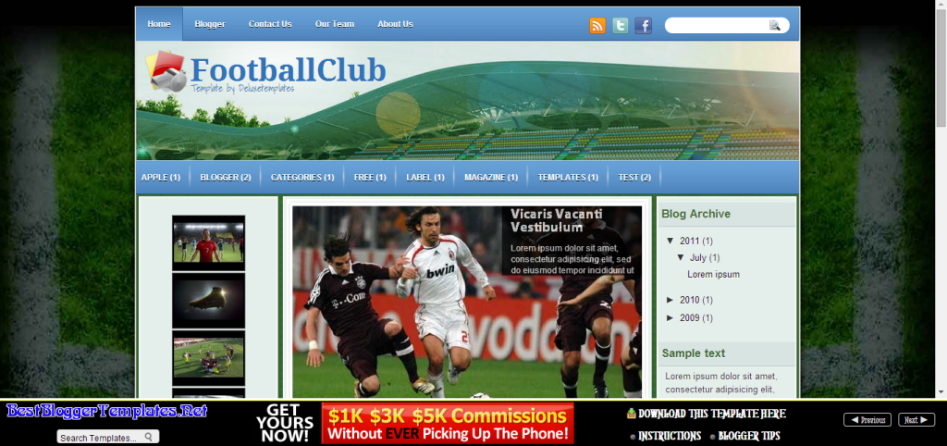 Home Blogger Contact Us Our Team About Us
FootballClub
Template by Deluxetemplates
APPLE (1) BLOGGER (2) CATEGORIES (1) FREE (1) LABEL (1) MAGAZINE (1) TEMPLATES (1) TEST (2)
Vicaris Vacanti
Vestibulum
Lorem ipsum dolor sit amet,
consectetur adipisicing elit, sed
do eiusmod tempor incididunt ut
bwin
T··Com
vodafon
Blog Archive
▼ 2011 (1)
▼ July (1)
Lorem ipsum
► 2010 (1)
► 2009 (1)
Sample text
Lorem ipsum dolor sit amet,
consectetur adipisicing elit,
BestBloggerTemplates.Net
Search Templates...
GET
YOURS
NOW!
$1K $3K $5K Commissions
Without EVER Picking Up The Phone!
DOWNLOAD THIS TEMPLATE HERE
INSTRUCTIONS BLOGGER TIPS
◄ Previous Next ►